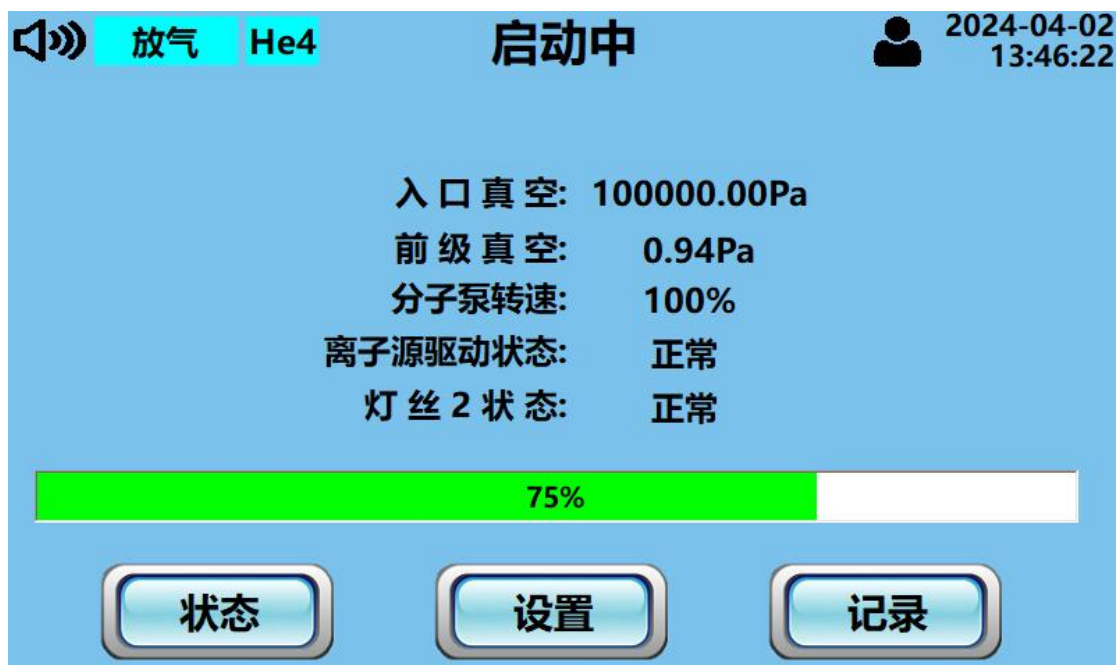 放气 He4 启动中 2024-04-02
13:46:22
入口真空: 100000.00Pa
前级真空: 0.94Pa
分子泵转速: 100%
离子源驱动状态: 正常
灯丝2状态: 正常
75%
状态 设置 记录